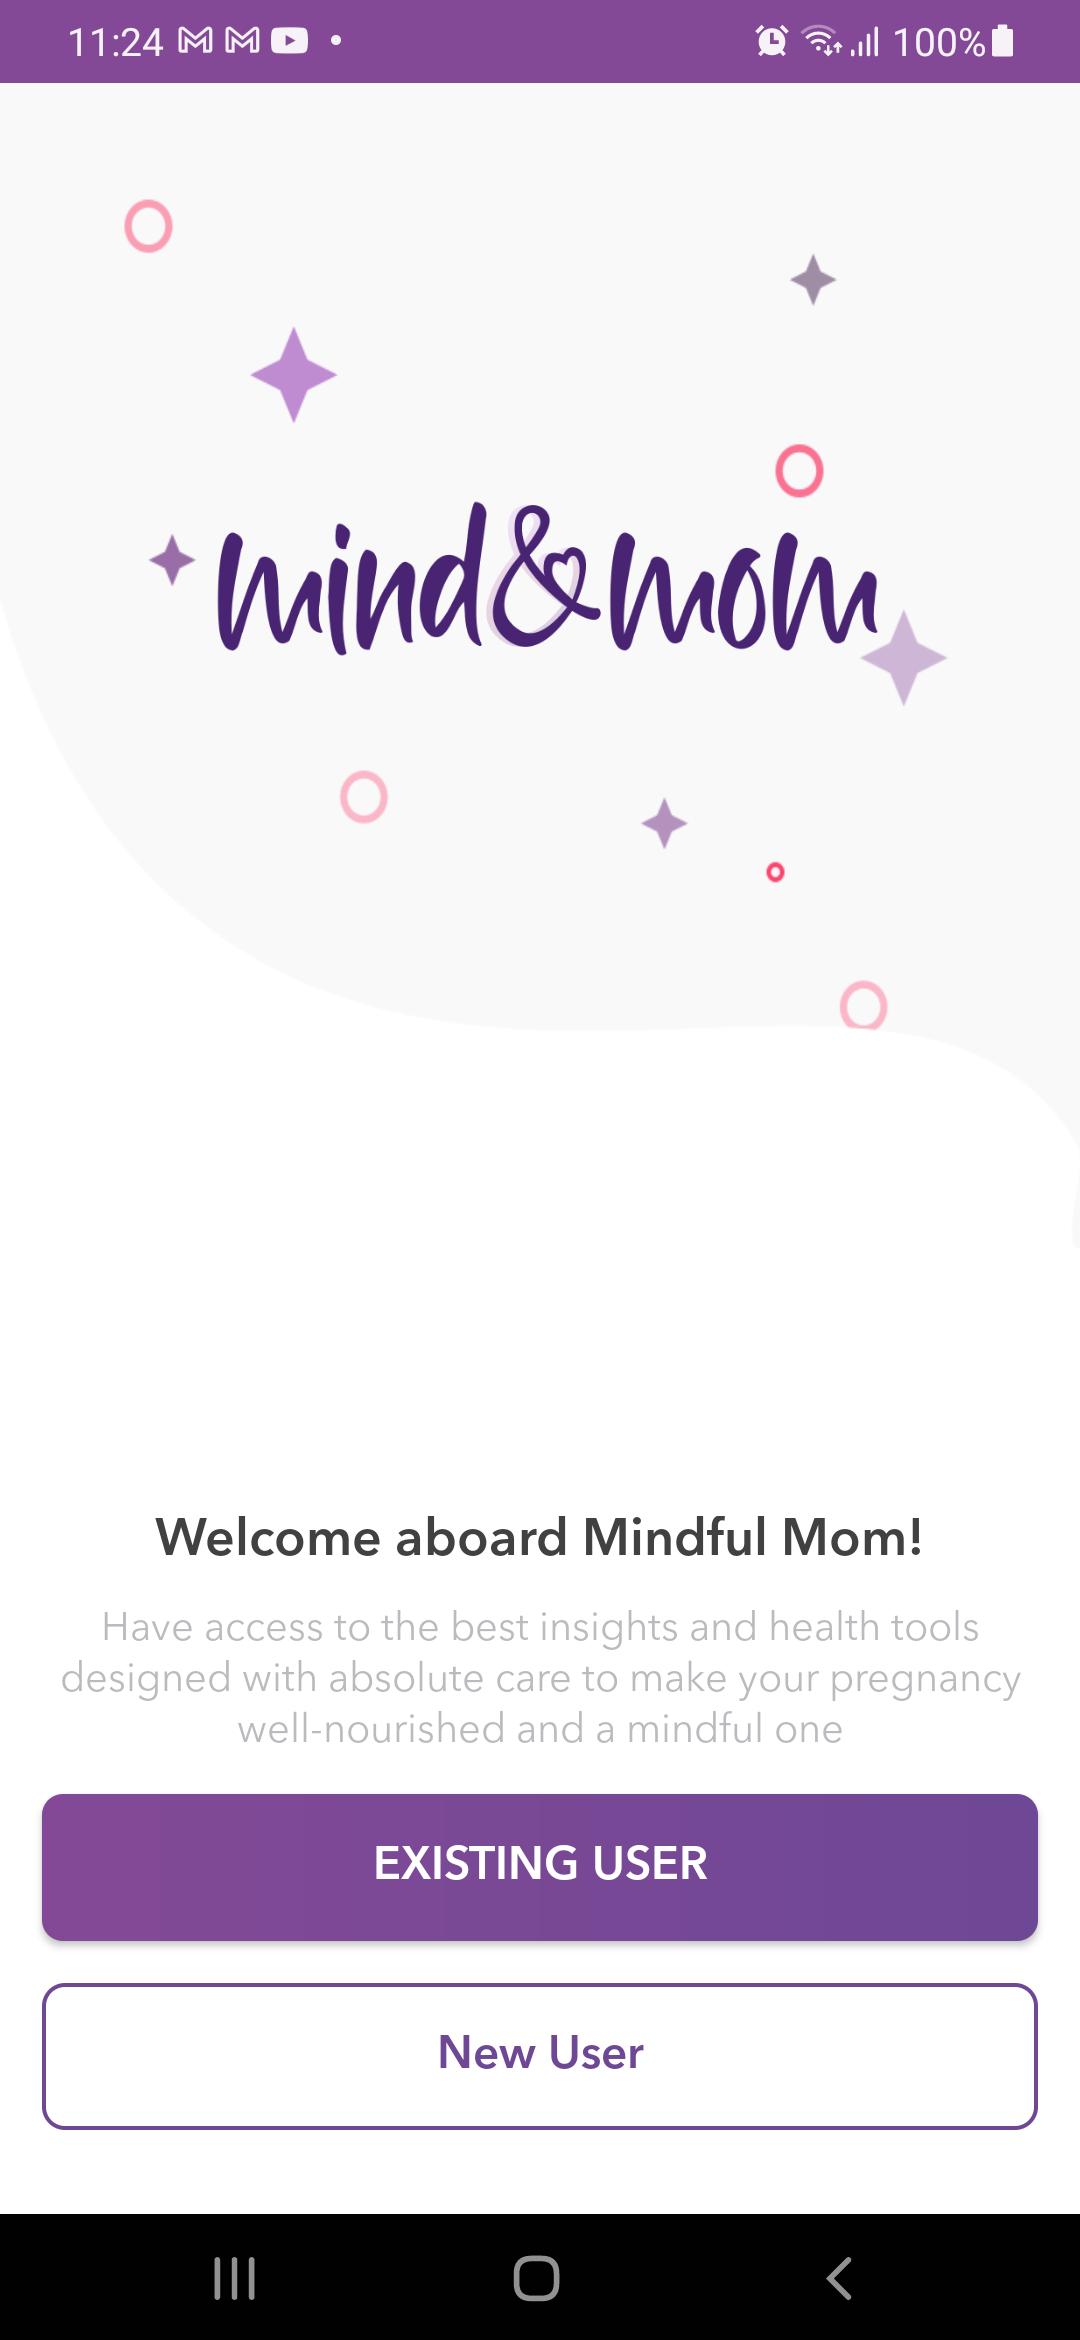 11:24
100%
mind&mom
Welcome aboard Mindful Mom!
Have access to the best insights and health tools
designed with absolute care to make your pregnancy
well-nourished and a mindful one
EXISTING USER
New User